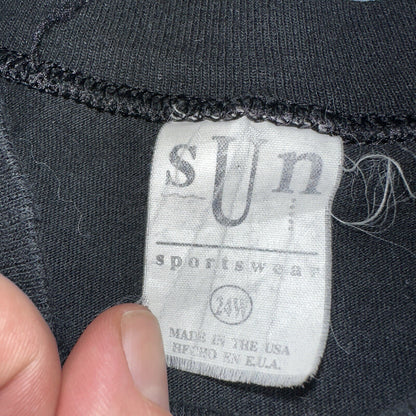 sUn
sportswear
24W
MADE IN THE USA
HECHO EN E.U.A.